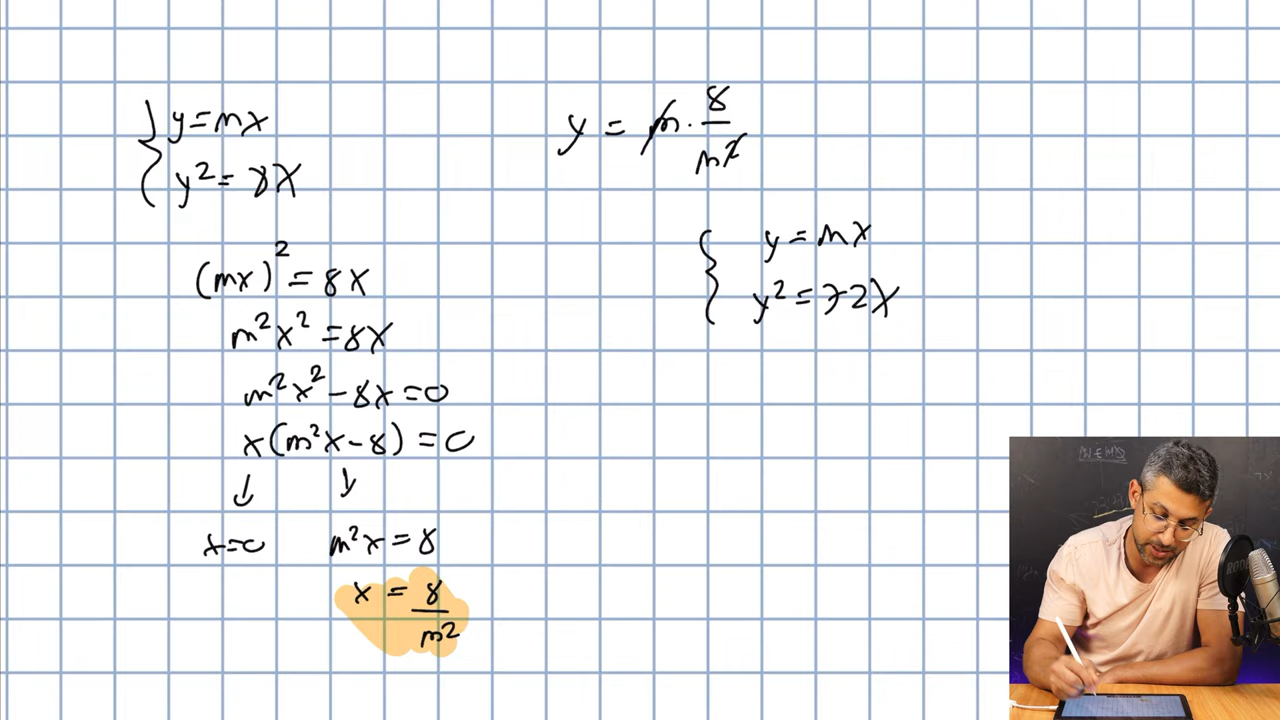 y = mx
y² = 8x
(mx)² = 8x
m²x² = 8x
m²x² - 8x = 0
x(m²x - 8) = 0
↓ ↓
x = 0 m²x = 8
x = 8/m²
y = m · 8/m²
y = mx
y² = 72x